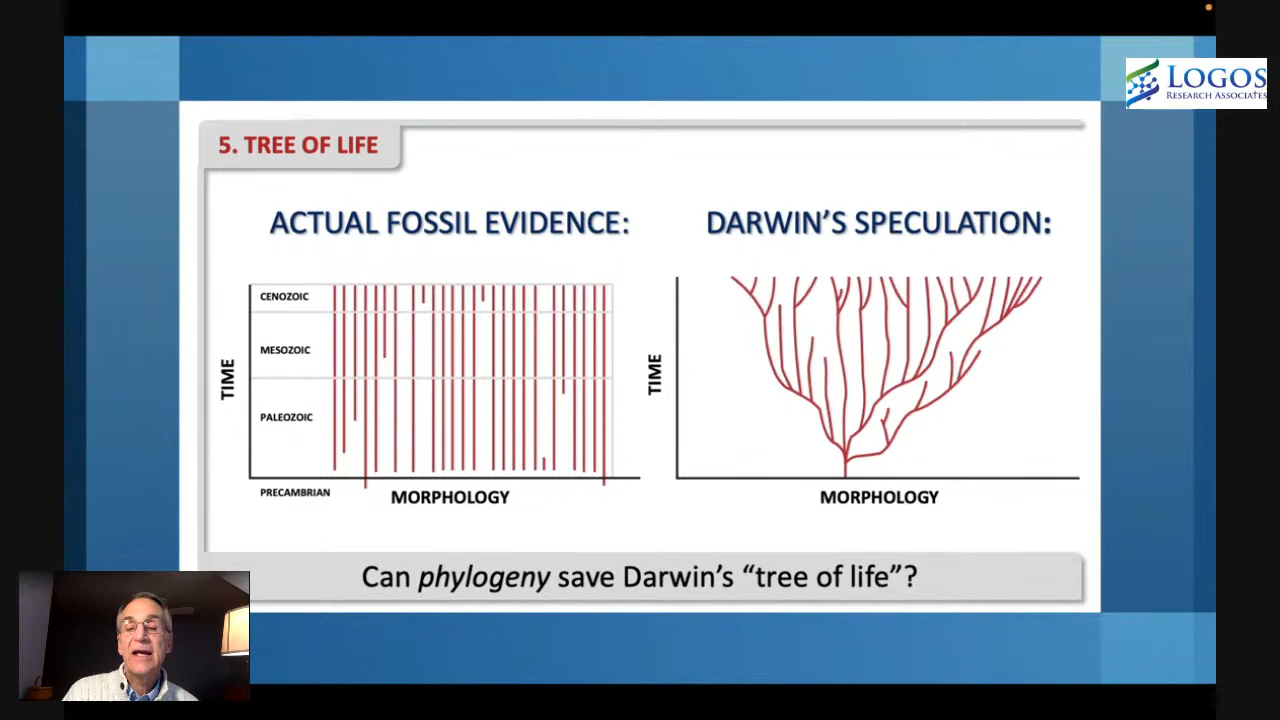 LOGOS
RESEARCH ASSOCIATES
5. TREE OF LIFE
ACTUAL FOSSIL EVIDENCE:
DARWIN'S SPECULATION:
CENOZOIC
MESOZOIC
PALEOZOIC
PRECAMBRIAN
TIME
MORPHOLOGY
TIME
MORPHOLOGY
Can phylogeny save Darwin's “tree of life”?